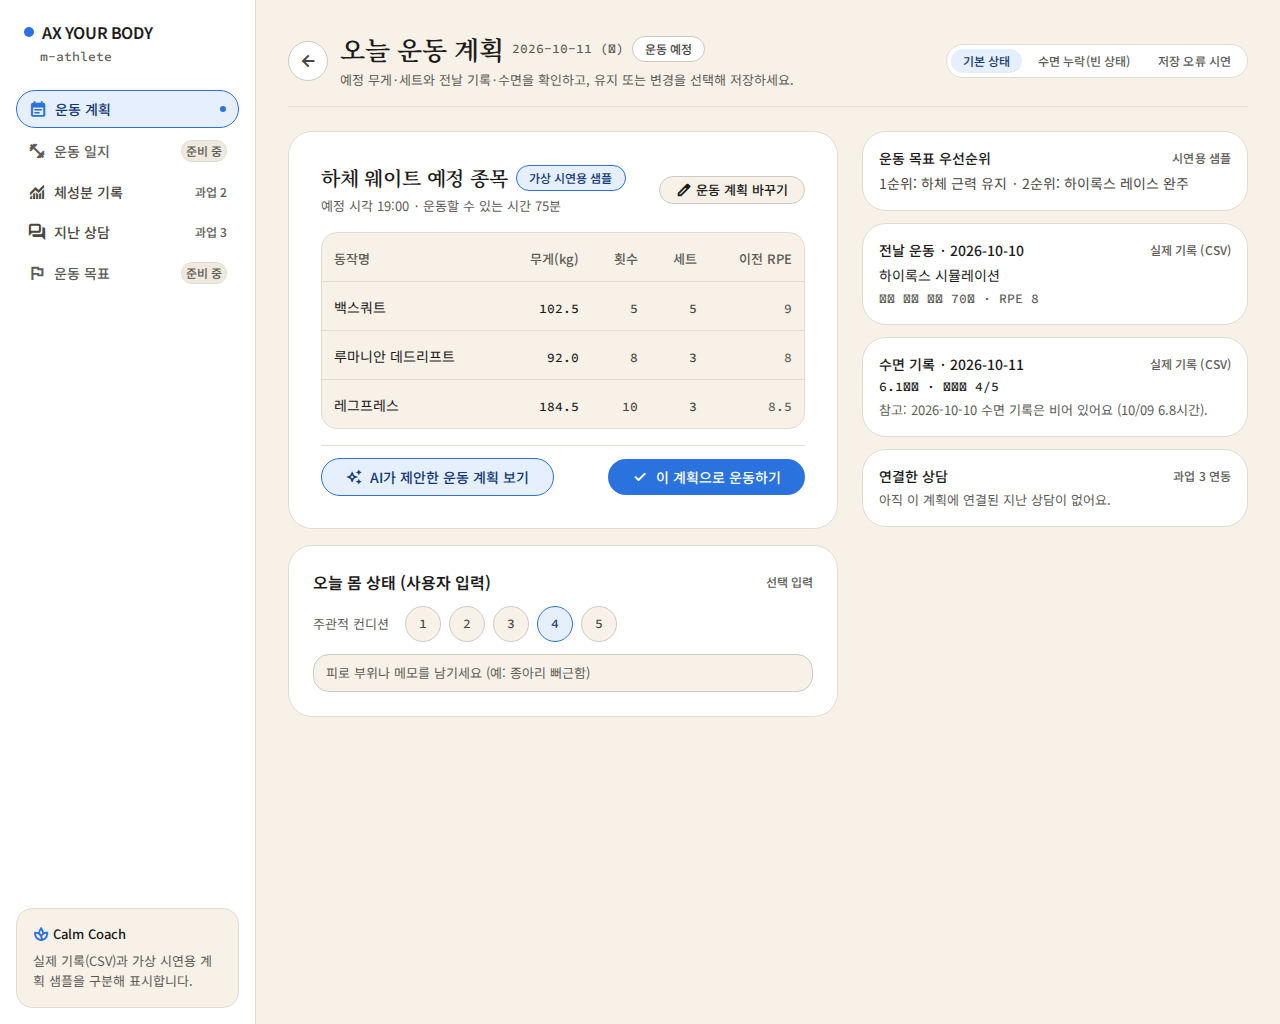 AX YOUR BODY
m-athlete
운동 계획
운동 일지 준비 중
체성분 기록 과업 2
지난 상담 과업 3
운동 목표 준비 중
Calm Coach
실제 기록(CSV)과 가상 시연용 계
획 샘플을 구분해 표시합니다.
오늘 운동 계획 2026-10-11 운동 예정
예정 무게·세트와 전날 기록·수면을 확인하고, 유지 또는 변경을 선택해 저장하세요.
기본 상태 수면 누락(빈 상태) 저장 오류 시연
하체 웨이트 예정 종목 가상 시연용 샘플
예정 시각 19:00 · 운동할 수 있는 시간 75분
운동 계획 바꾸기
동작명 무게(kg) 횟수 세트 이전 RPE
백스쿼트 102.5 5 5 9
루마니안 데드리프트 92.0 8 3 8
레그프레스 184.5 10 3 8.5
AI가 제안한 운동 계획 보기
이 계획으로 운동하기
오늘 몸 상태 (사용자 입력) 선택 입력
주관적 컨디션 1 2 3 4 5
피로 부위나 메모를 남기세요 (예: 종아리 뻐근함)
운동 목표 우선순위 시연용 샘플
1순위: 하체 근력 유지 · 2순위: 하이록스 레이스 완주
전날 운동 · 2026-10-10 실제 기록 (CSV)
하이록스 시뮬레이션
70 · RPE 8
수면 기록 · 2026-10-11 실제 기록 (CSV)
6.1 · 4/5
참고: 2026-10-10 수면 기록은 비어 있어요 (10/09 6.8시간).
연결한 상담 과업 3 연동
아직 이 계획에 연결된 지난 상담이 없어요.